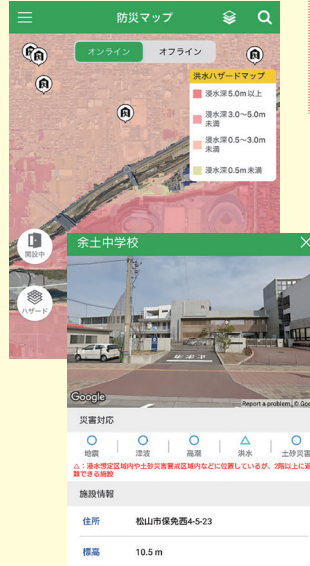 防災マップ
オンライン
オフライン
洪水ハザードマップ
浸水深5.0m以上
浸水深3.0〜5.0m
未満
浸水深0.5〜3.0m
未満
浸水深0.5m未満
開設中
ハザード
余土中学校
Google
Report a problem
© Goo
災害対応
地震
津波
高潮
洪水
土砂災害
△:浸水想定区域内や土砂災害警戒区域内などに位置しているが、2階以上に避
難できる施設
施設情報
住所
松山市保免西4-5-23
標高
10.5 m